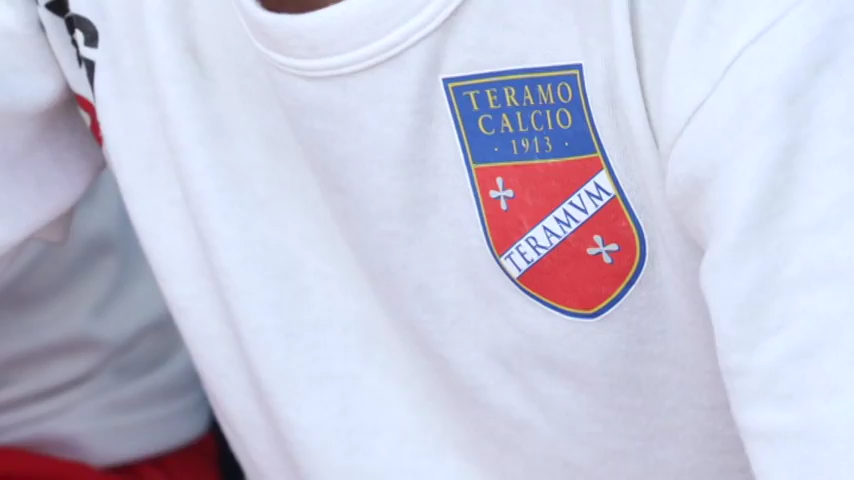 TERAMO
CALCIO
· 1913 ·
TERAMVM